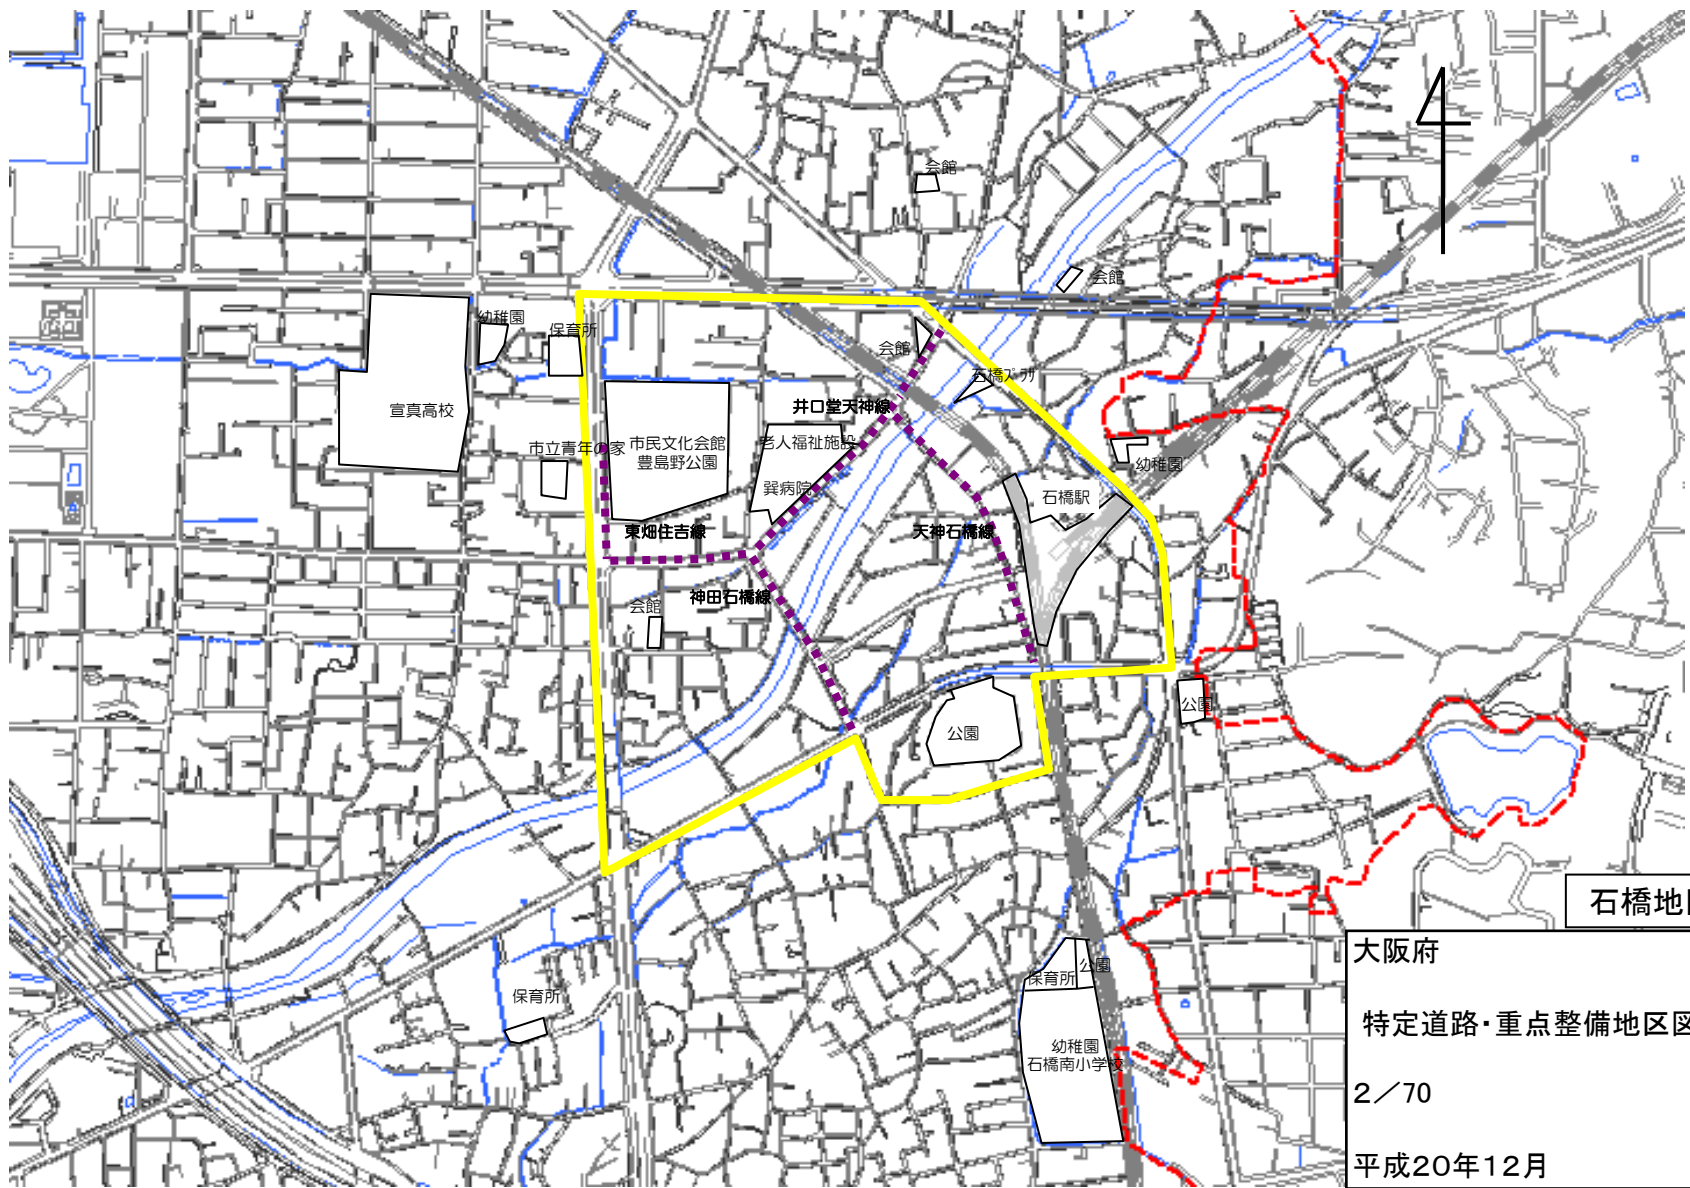 会館
会館
幼稚園
保育所
会館
石橋プラザ
宣真高校
井口堂天神線
市立青年の家
市民文化会館
豊島野公園
老人福祉施設
巽病院
幼稚園
石橋駅
東畑住吉線
天神石橋線
神田石橋線
会館
公園
公園
石橋地
大阪府
特定道路・重点整備地区図
2／70
平成20年12月
保育所
保育所
公園
幼稚園
石橋南小学校